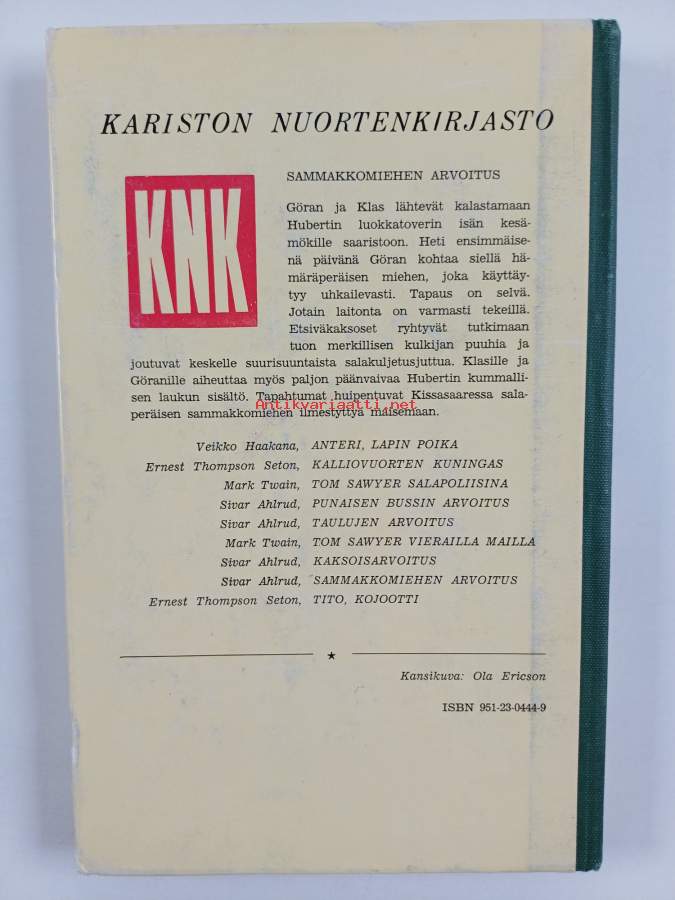 KARISTON NUORTENKIRJASTO
KNK
SAMMAKKOMIEHEN ARVOITUS
Göran ja Klas lähtevät kalastamaan
Hubertin luokkatoverin isän kesä-
mökille saaristoon. Heti ensimmäise-
nä päivänä Göran kohtaa siellä hä-
märäperäisen miehen, joka käyttäy-
tyy uhkailevasti. Tapaus on selvä.
Jotain laitonta on varmasti tekeillä.
Etsiväkaksoset ryhtyvät tutkimaan
tuon merkillisen kulkijan puuhia ja
joutuvat keskelle suurisuuntaista salakuljetusjuttua. Klasille ja
Göranille aiheuttaa myös paljon päänvaivaa Hubertin kummalli-
sen laukun sisältö. Tapahtumat huipentuvat Kissasaaressa sala-
Antikvariaatti.net
peräisen sammakkomiehen ilmestyttyä maisemaan.
Veikko Haakana, ANTERI, LAPIN POIKA
Ernest Thompson Seton, KALLIOVUORTEN KUNINGAS
Mark Twain, TOM SAWYER SALAPOLIISINA
Sivar Ahlrud, PUNAISEN BUSSIN ARVOITUS
Sivar Ahlrud, TAULUJEN ARVOITUS
Mark Twain, TOM SAWYER VIERAILLA MAILLA
Sivar Ahlrud, KAKSOISARVOITUS
Sivar Ahlrud, SAMMAKKOMIEHEN ARVOITUS
Ernest Thompson Seton, TITO, KOJOOTTI
Kansikuva: Ola Ericson
ISBN 951-23-0444-9